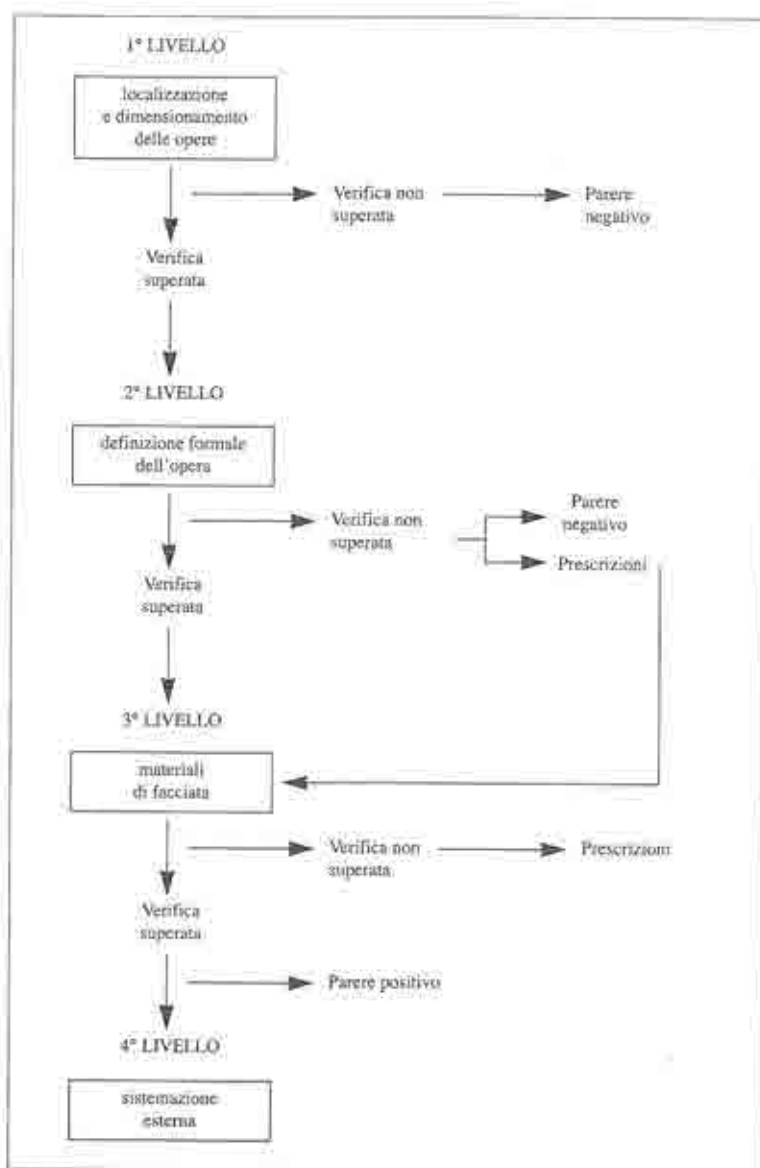 1° LIVELLO
localizzazione
e dimensionamento
delle opere
Verifica non
superata
Parere
negativo
Verifica
superata
2° LIVELLO
definizione formale
dell'opera
Verifica non
superata
Parere
negativo
Prescrizioni
Verifica
superata
3° LIVELLO
materiali
di facciata
Verifica non
superata
Prescrizioni
Verifica
superata
Parere positivo
4° LIVELLO
sistemazione
esterna